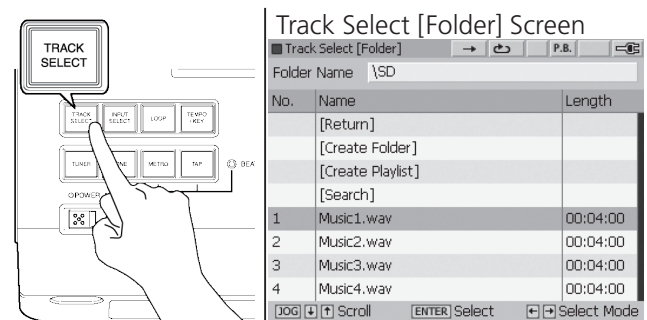 TRACK
SELECT
TRACK
SELECT
INPUT
SELECT
LOOP
TEMPO
/KEY
TUNER
METRO
TAP
BEA
POWER
Track Select [Folder] Screen
Track Select [Folder]
P.B.
Folder Name \SD
No. Name Length
[Return]
[Create Folder]
[Create Playlist]
[Search]
1 Music1.wav 00:04:00
2 Music2.wav 00:04:00
3 Music3.wav 00:04:00
4 Music4.wav 00:04:00
JOG ↓ ↑ Scroll ENTER Select ← → Select Mode